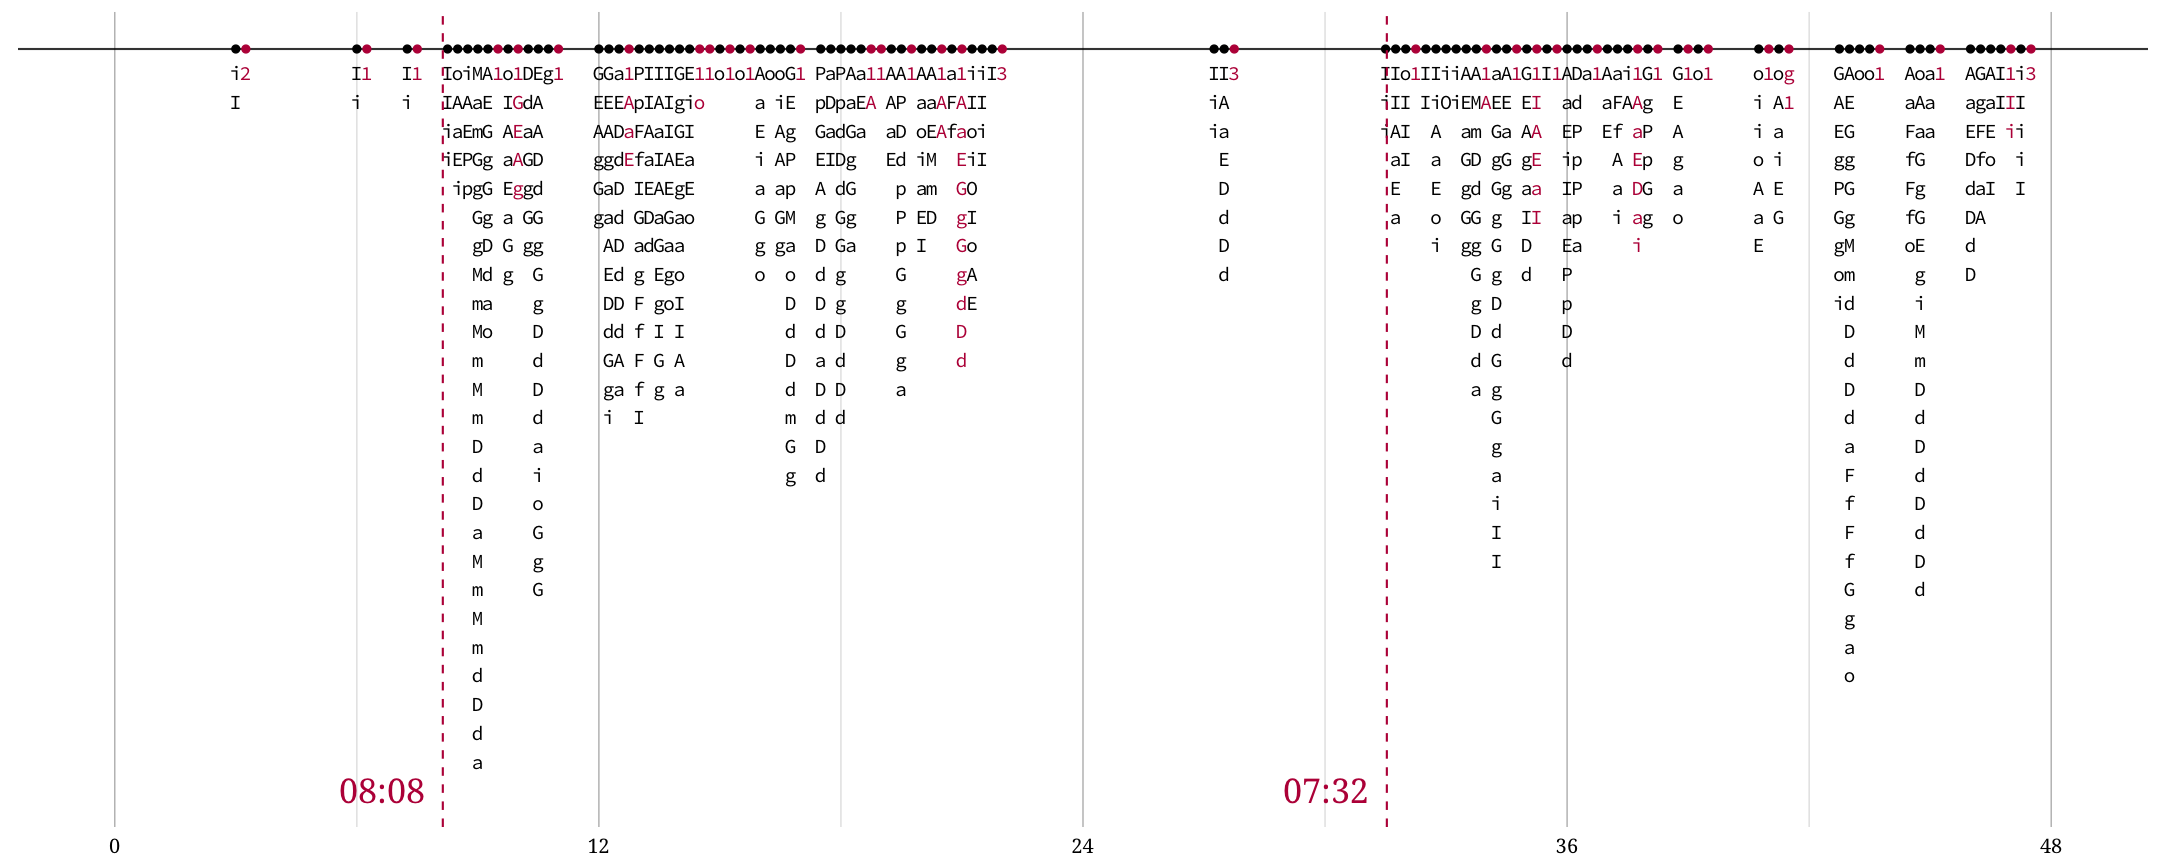 i2 I1 I1 IoiMA1o1DEg1 GGa1PIIIGE11o1o1AooG1 PaPAa11AA1AA1a1iiI3 II3 IIo1IIiiAA1aA1G1I1ADa1Aai1G1 G1o1 o1og GAoo1 Aoa1 AGAI1i3
I i i IAAaE IGdA EEEApIAIgio a iE pDpaEA AP aaAFAII iA iII IiOiEMAEE EI ad aFAAg E i A1 AE aAa agaIII
iaEmG AEaA AADaFAaIGI E Ag GadGa aD oEAfaoi ia iAI A am Ga AA EP Ef aP A i a EG Faa EFE ii
iEPGg aAGD ggdEfaIAEa i AP EIDg Ed iM EiI E aI a GD gG gE ip A Ep g o i gg fG Dfo i
ipgG Eggd GaD IEAEgE a ap A dG p am GO D E E gd Gg aa IP a DG a A E PG Fg daI I
Gg a GG gad GDaGao G GM g Gg P ED gI d a o GG g II ap i ag o a G Gg fG DA
gD G gg AD adGaa g ga D Ga p I Go D i gg G D Ea i E gM oE d
Md g G Ed g Ego o o d g G gA d G g d P om g D
ma g DD F goI D D g g dE g D p id i
Mo D dd f I I d d D G D D d D D M
m d GA F G A D a d g d d G d d m
M D ga f g a d D D a a g D D
m d i I m d d G d d
D a G D g a D
d i g d a F d
D o i f D
a G I F d
M g I f D
m G G d
M g
m a
d o
D
d
a
08:08 07:32
0 12 24 36 48